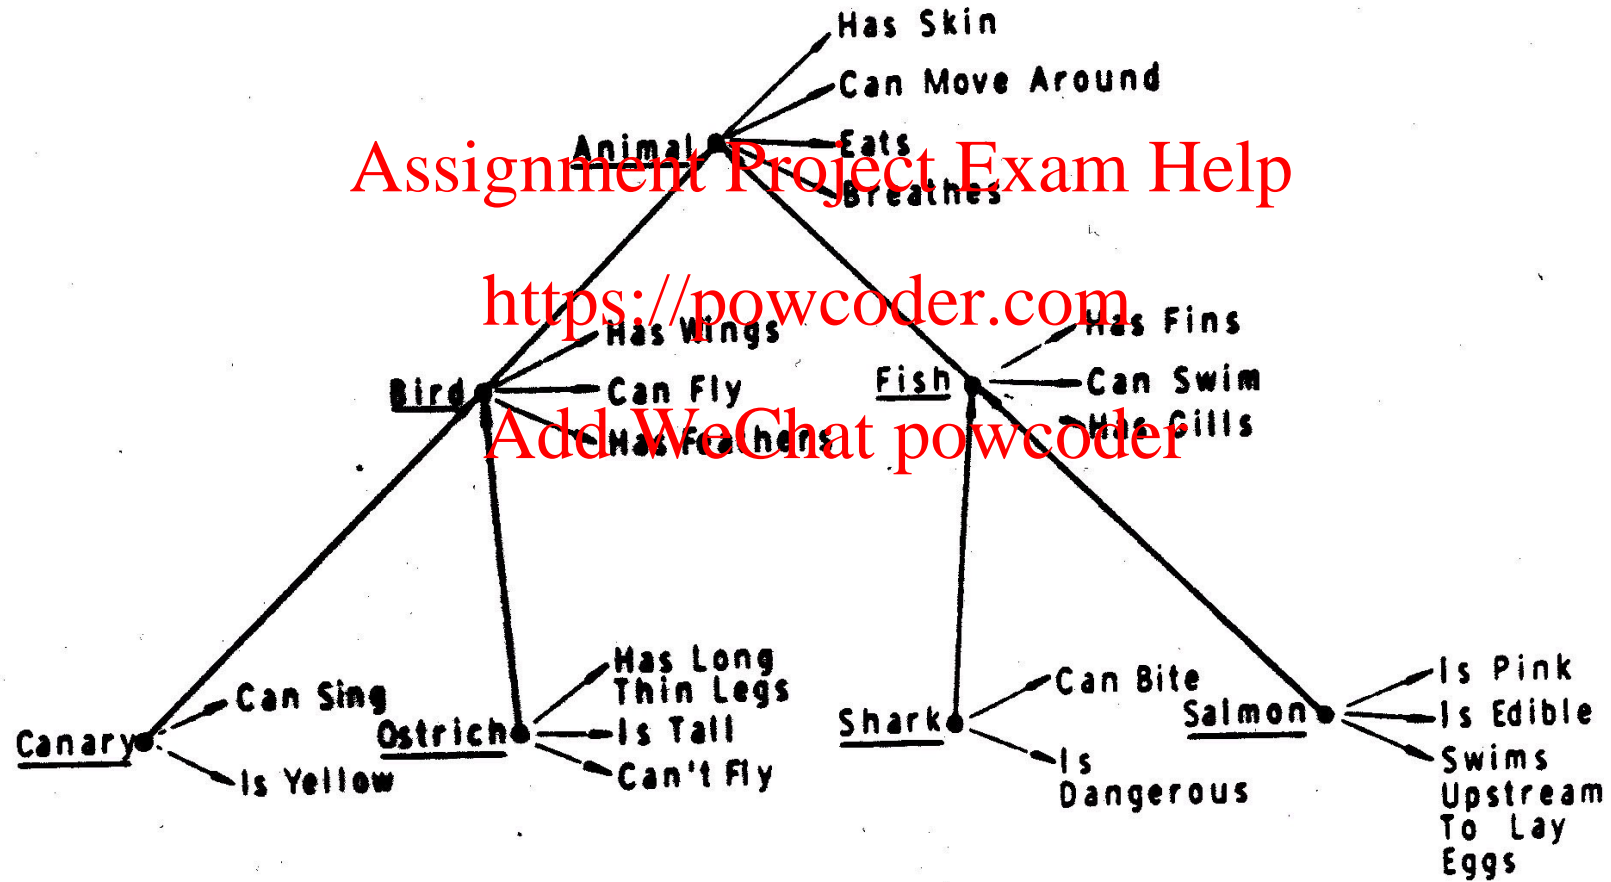 Has Skin
Can Move Around
Animal
Eats
Assignment Project Exam Help
Breathes
https://powcoder.com
Has Wings
Has Fins
Bird
Can Fly
Fish
Can Swim
Has Feathers
Has Gills
Add WeChat powcoder
Canary
Can Sing
Is Yellow
Ostrich
Has Long
Thin Legs
Is Tall
Can't Fly
Shark
Can Bite
Is
Dangerous
Salmon
Is Pink
Is Edible
Swims
Upstream
To Lay
Eggs